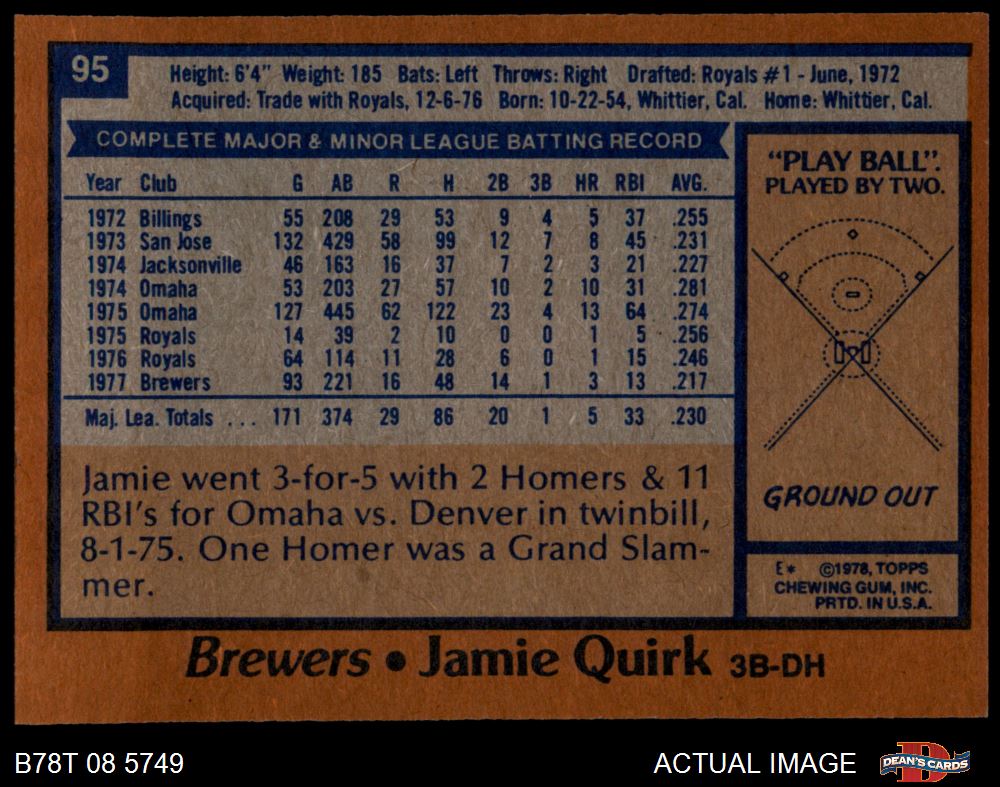 95
Height: 6'4" Weight: 185 Bats: Left Throws: Right Drafted: Royals #1 - June, 1972
Acquired: Trade with Royals, 12-6-76 Born: 10-22-54, Whittier, Cal. Home: Whittier, Cal.
COMPLETE MAJOR & MINOR LEAGUE BATTING RECORD
Year Club G AB R H 2B 3B HR RBI AVG.
1972 Billings 55 208 29 53 9 4 5 37 .255
1973 San Jose 132 429 58 99 12 7 8 45 .231
1974 Jacksonville 46 163 16 37 7 2 3 21 .227
1974 Omaha 53 203 27 57 10 2 10 31 .281
1975 Omaha 127 445 62 122 23 4 13 64 .274
1975 Royals 14 39 2 10 0 0 1 5 .256
1976 Royals 64 114 11 28 6 0 1 15 .246
1977 Brewers 93 221 16 48 14 1 3 13 .217
Maj. Lea. Totals ... 171 374 29 86 20 1 5 33 .230
Jamie went 3-for-5 with 2 Homers & 11
RBI's for Omaha vs. Denver in twinbill,
8-1-75. One Homer was a Grand Slam-
mer.
"PLAY BALL".
PLAYED BY TWO.
GROUND OUT
E* ©1978, TOPPS
CHEWING GUM, INC.
PRTD. IN U.S.A.
Brewers • Jamie Quirk 3B-DH
B78T 08 5749
ACTUAL IMAGE
DEAN'S CARDS